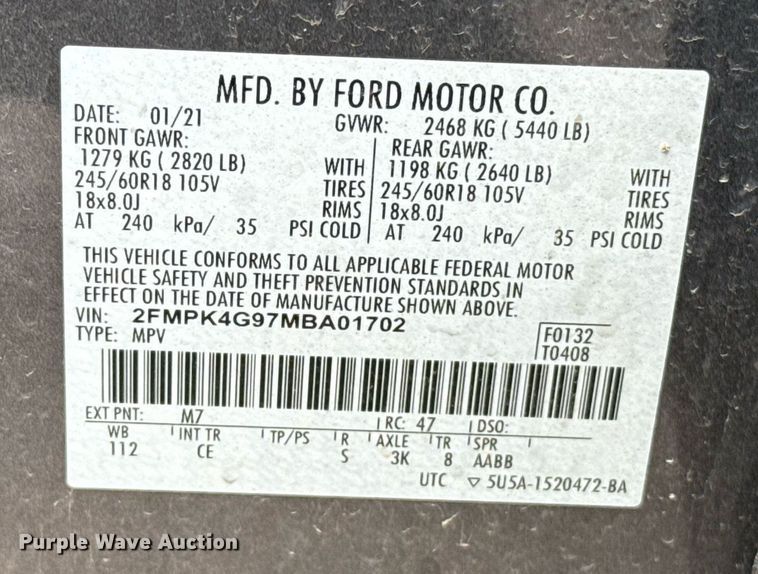 MFD. BY FORD MOTOR CO.
DATE: 01/21 GVWR: 2468 KG ( 5440 LB)
FRONT GAWR: REAR GAWR:
1279 KG ( 2820 LB) WITH 1198 KG ( 2640 LB) WITH
245/60R18 105V TIRES 245/60R18 105V TIRES
18x8.0J RIMS 18x8.0J RIMS
AT 240 kPa/ 35 PSI COLD AT 240 kPa/ 35 PSI COLD
THIS VEHICLE CONFORMS TO ALL APPLICABLE FEDERAL MOTOR
VEHICLE SAFETY AND THEFT PREVENTION STANDARDS IN
EFFECT ON THE DATE OF MANUFACTURE SHOWN ABOVE.
VIN: 2FMPK4G97MBA01702 F0132
TYPE: MPV T0408
EXT PNT: M7 RC: 47 DSO:
WB INT TR TP/PS R AXLE TR SPR
112 CE S 3K 8 AABB
UTC ▽ 5U5A-1520472-BA
Purple Wave Auction